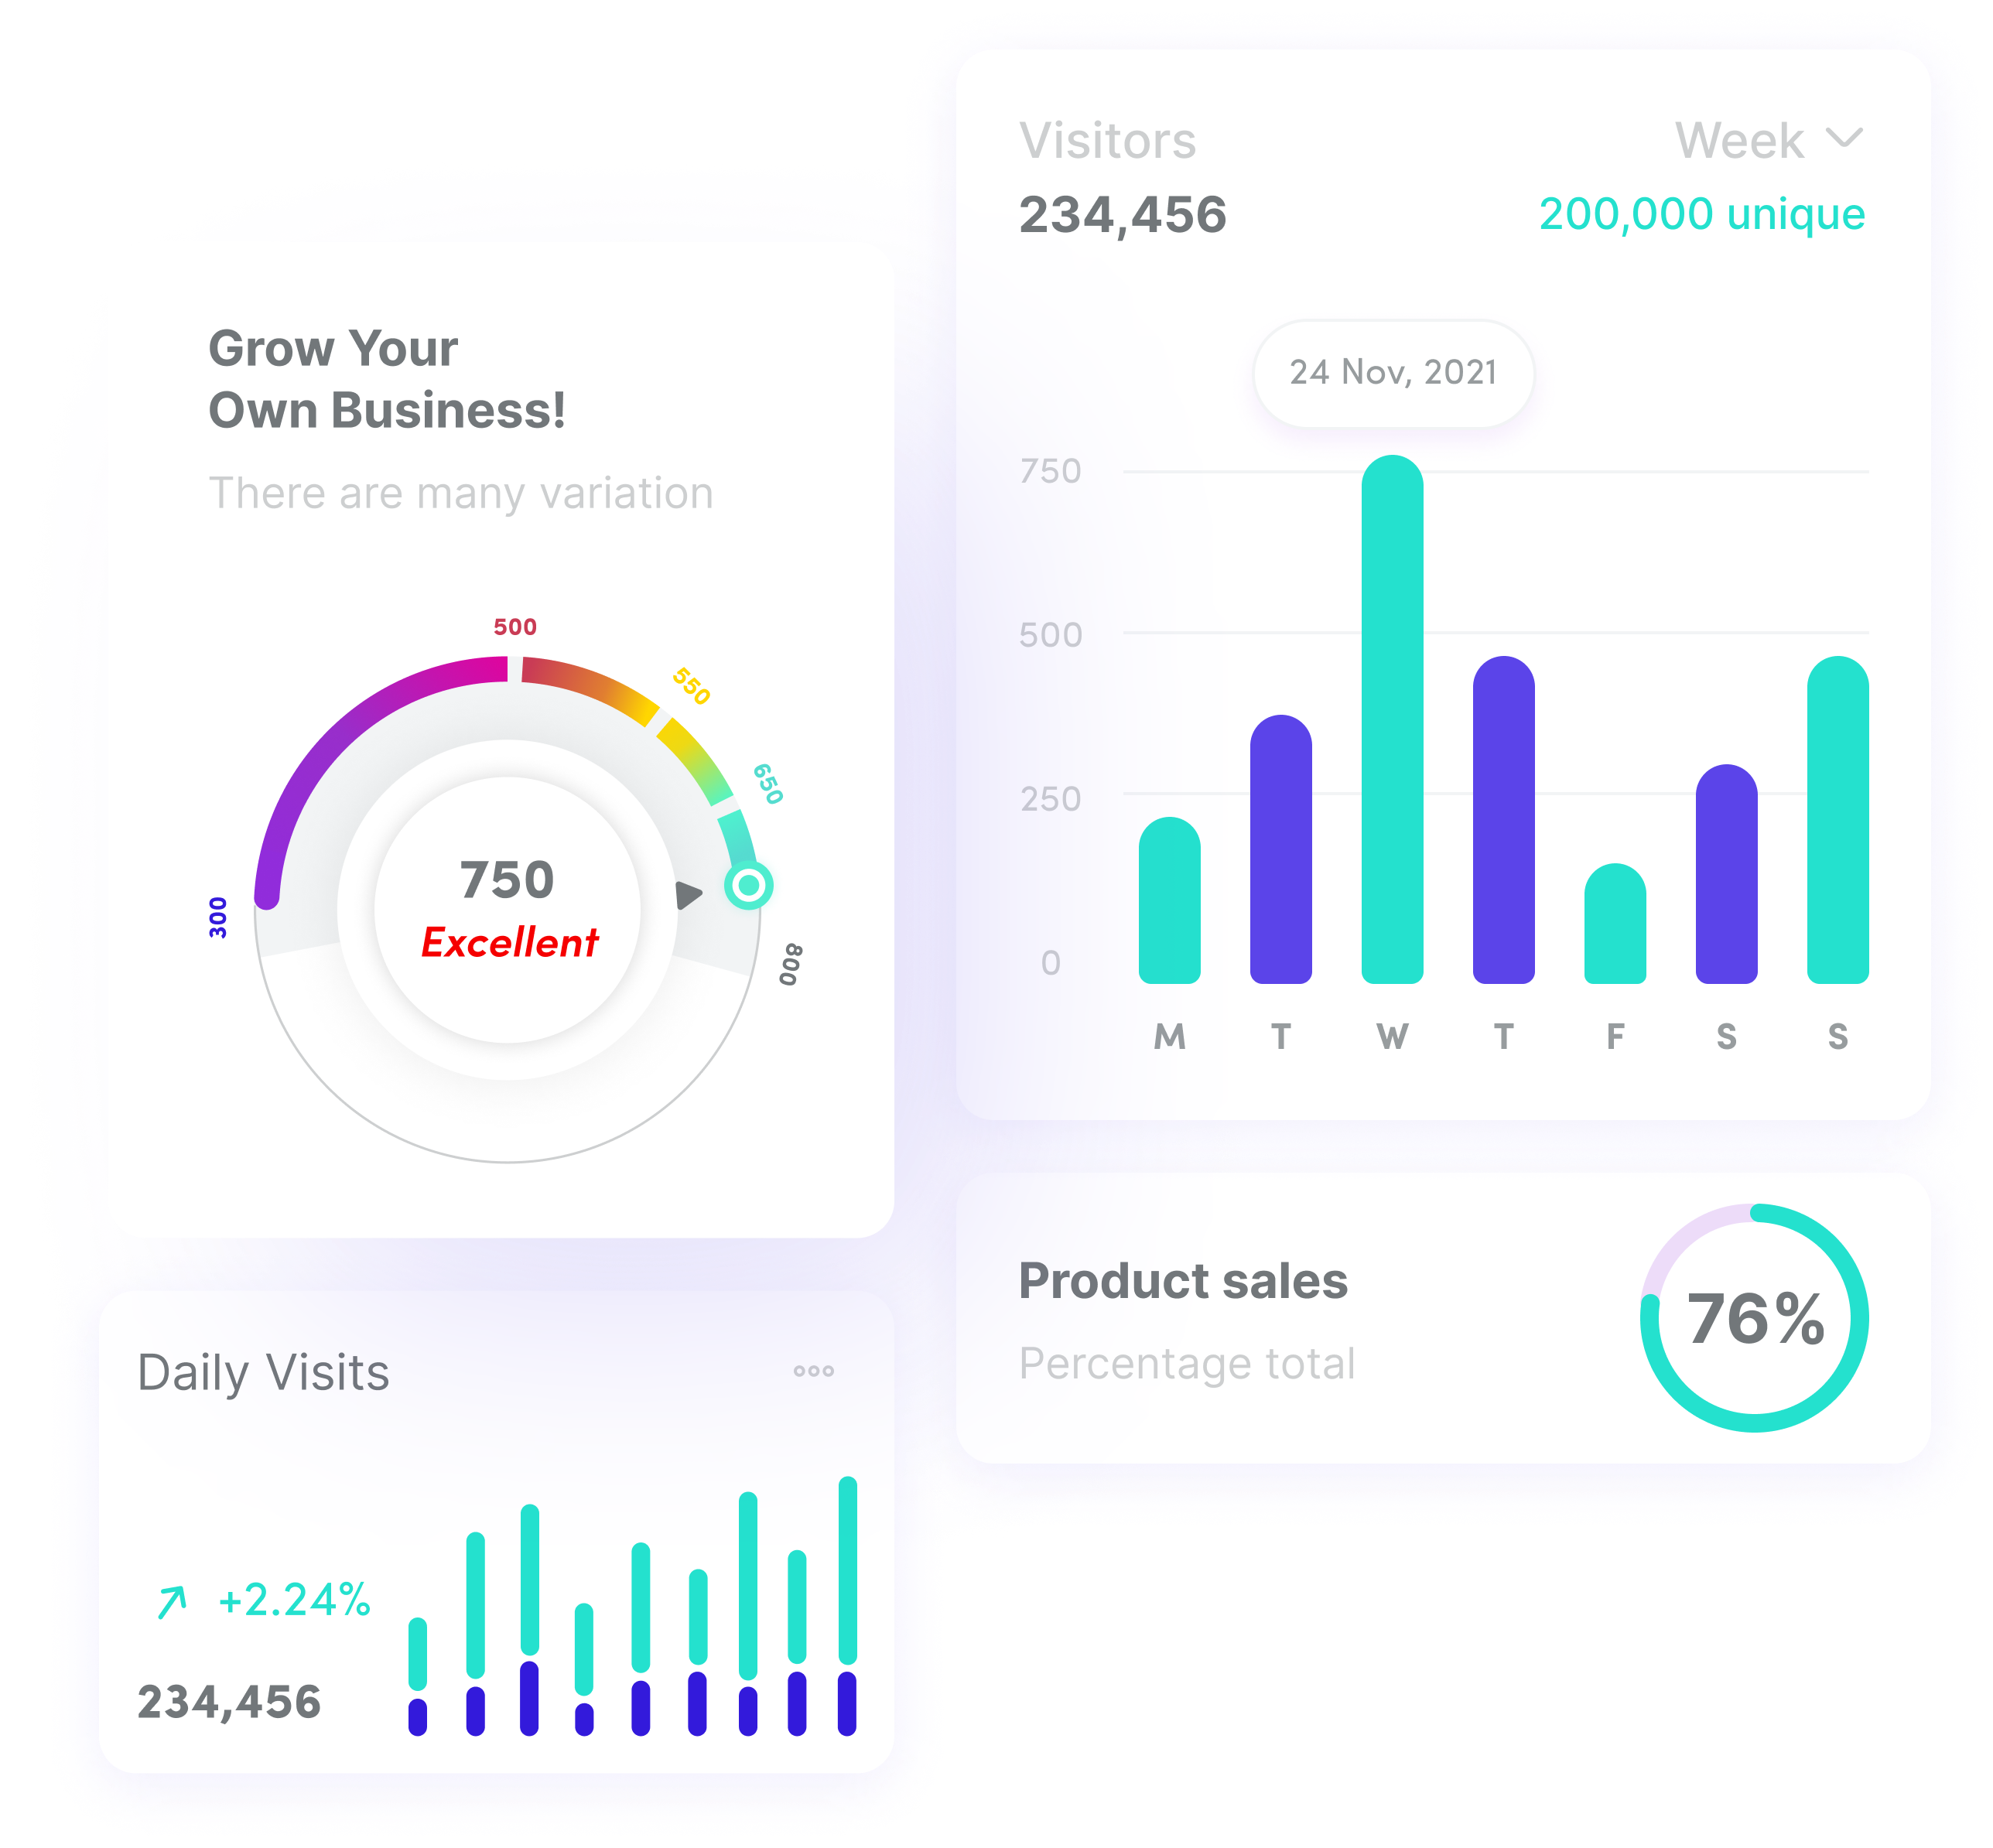 Visitors
Week
234,456
200,000 unique
24 Nov, 2021
750
500
250
0
M T W T F S S
Grow Your
Own Business!
There are many variation
500
550
650
300
800
750
Excellent
Product sales
Percentage total
76%
Daily Visits
+2.24%
234,456